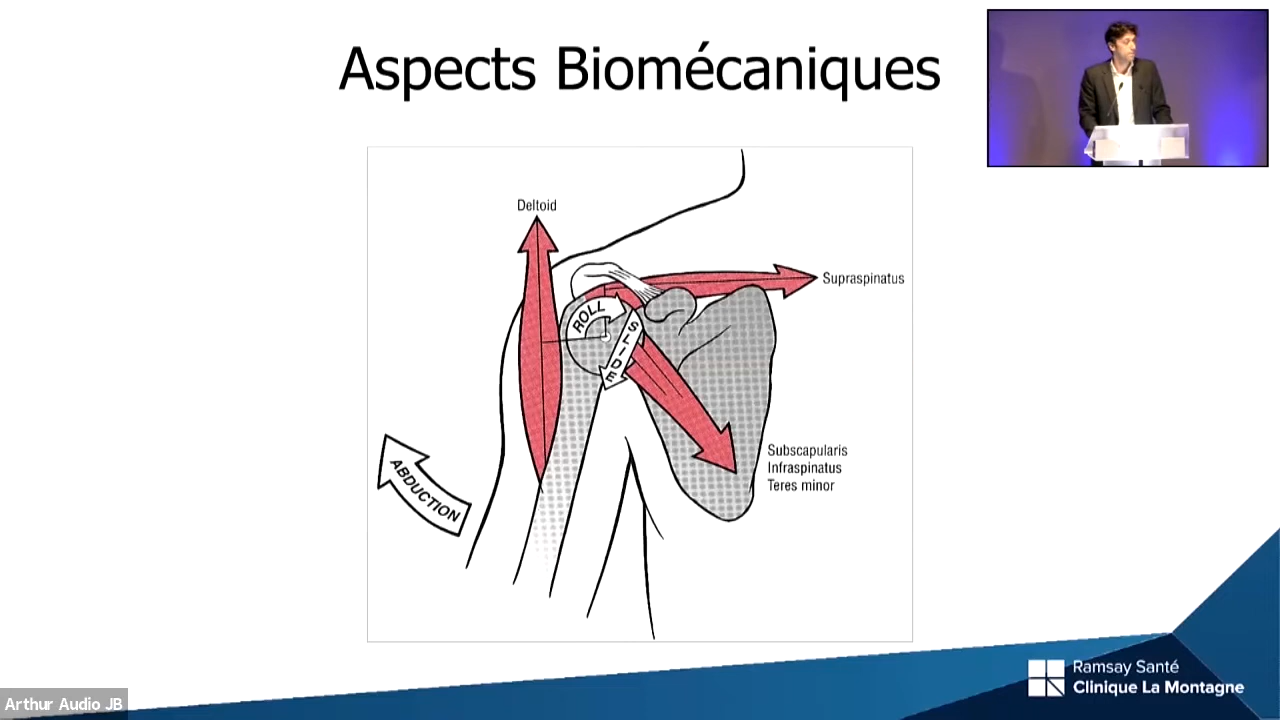 Aspects Biomécaniques
Deltoid
Supraspinatus
ROLL
SLIDE
ABDUCTION
Subscapularis
Infraspinatus
Teres minor
Ramsay Santé
Clinique La Montagne
Arthur Audio JB